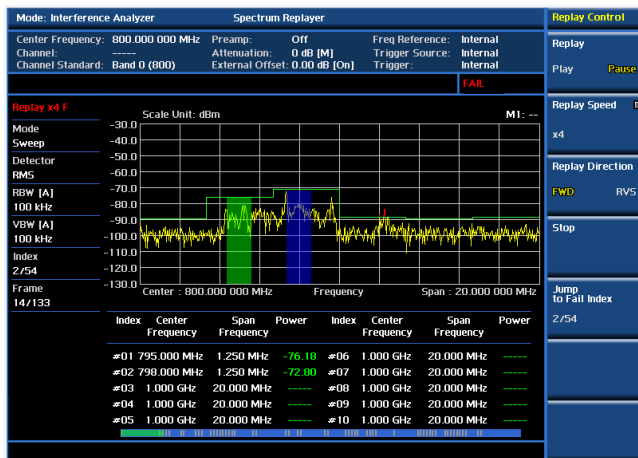 Mode: Interference Analyzer Spectrum Replayer Replay Control
Center Frequency: 800.000 000 MHz Preamp: Off Freq Reference: Internal
Channel: ----- Attenuation: 0 dB [M] Trigger Source: Internal
Channel Standard: Band 0 (800) External Offset: 0.00 dB [On] Trigger: Internal
Replay
Play Pause
FAIL
Replay x4 F
Scale Unit: dBm M1: --
Replay Speed
x4
Mode
Sweep
Detector
RMS
RBW [A]
100 kHz
VBW [A]
100 kHz
Index
2/54
Frame
14/133
-30.0
-40.0
-50.0
-60.0
-70.0
-80.0
-90.0
-100.0
-110.0
-120.0
-130.0
Center : 800.000 000 MHz Frequency Span : 20.000 000 MHz
Replay Direction
FWD RVS
Stop
Jump
to Fail Index
2/54
Index Center Frequency Span Frequency Power Index Center Frequency Span Frequency Power
#01 795.000 MHz 1.250 MHz -76.18 #06 1.000 GHz 20.000 MHz -----
#02 798.000 MHz 1.250 MHz -72.80 #07 1.000 GHz 20.000 MHz -----
#03 1.000 GHz 20.000 MHz ----- #08 1.000 GHz 20.000 MHz -----
#04 1.000 GHz 20.000 MHz ----- #09 1.000 GHz 20.000 MHz -----
#05 1.000 GHz 20.000 MHz ----- #10 1.000 GHz 20.000 MHz -----